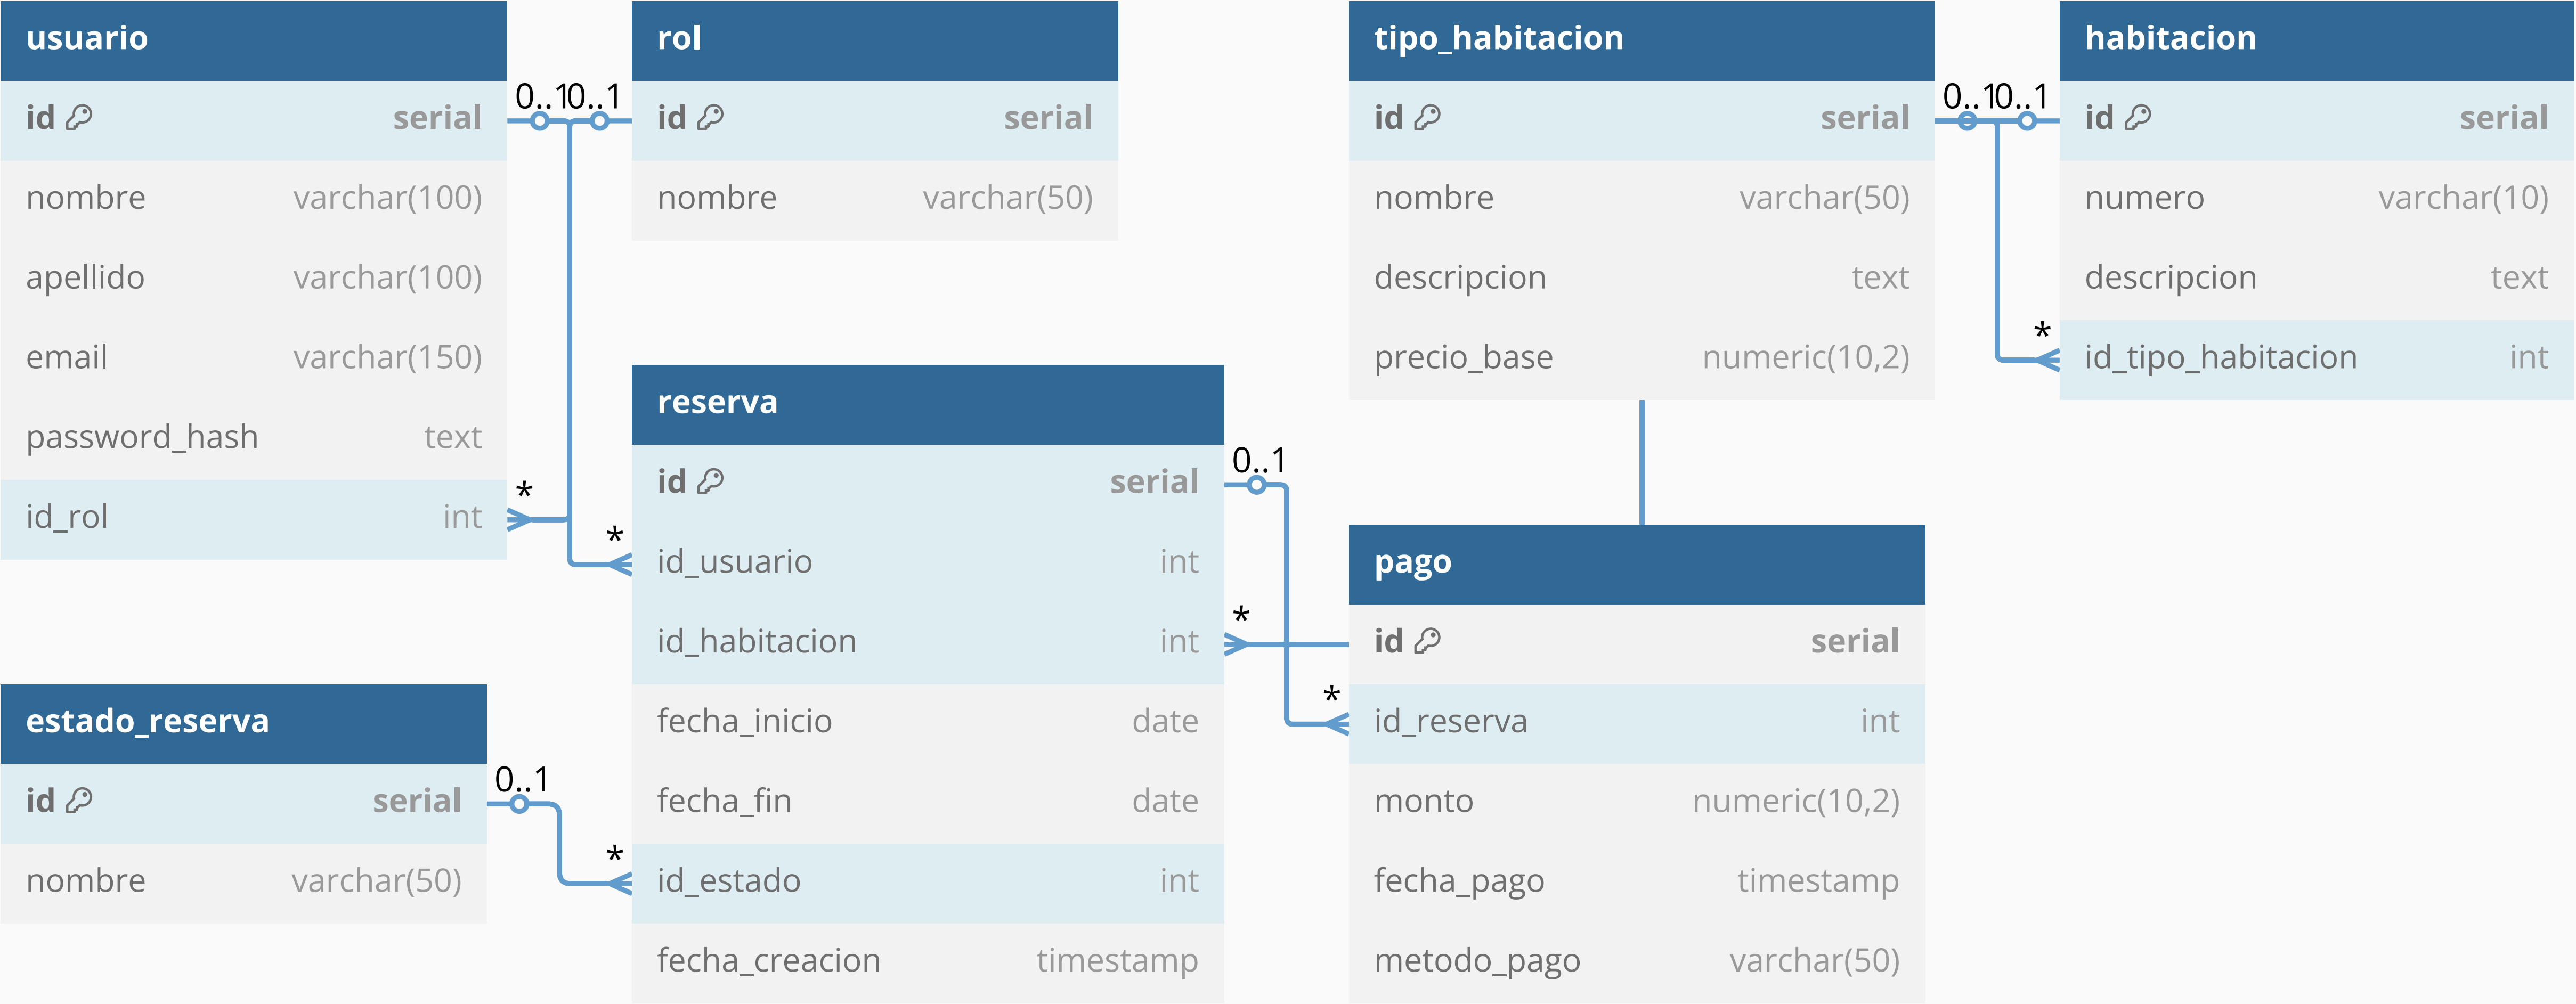 usuario
id serial
nombre varchar(100)
apellido varchar(100)
email varchar(150)
password_hash text
id_rol int
0..1
*
rol
id serial
nombre varchar(50)
0..1
tipo_habitacion
id serial
nombre varchar(50)
descripcion text
precio_base numeric(10,2)
0..1
habitacion
id serial
numero varchar(10)
descripcion text
id_tipo_habitacion int
0..1
*
reserva
id serial
id_usuario int
id_habitacion int
fecha_inicio date
fecha_fin date
id_estado int
fecha_creacion timestamp
*
*
0..1
*
pago
id serial
id_reserva int
monto numeric(10,2)
fecha_pago timestamp
metodo_pago varchar(50)
*
estado_reserva
id serial
nombre varchar(50)
0..1